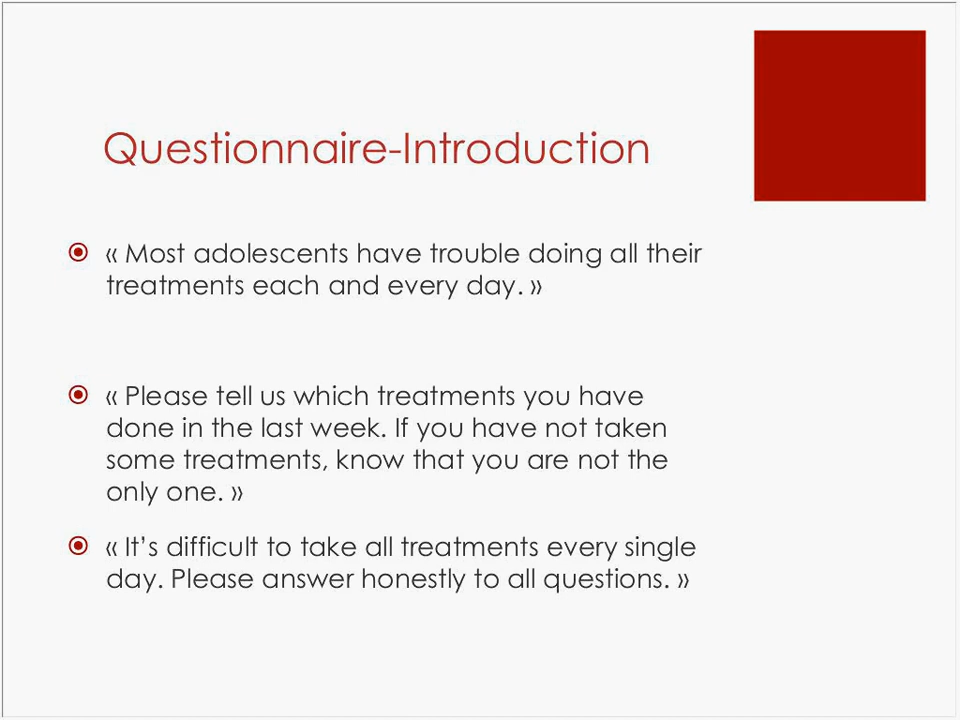 Questionnaire-Introduction
« Most adolescents have trouble doing all their
treatments each and every day. »
« Please tell us which treatments you have
done in the last week. If you have not taken
some treatments, know that you are not the
only one. »
« It’s difficult to take all treatments every single
day. Please answer honestly to all questions. »